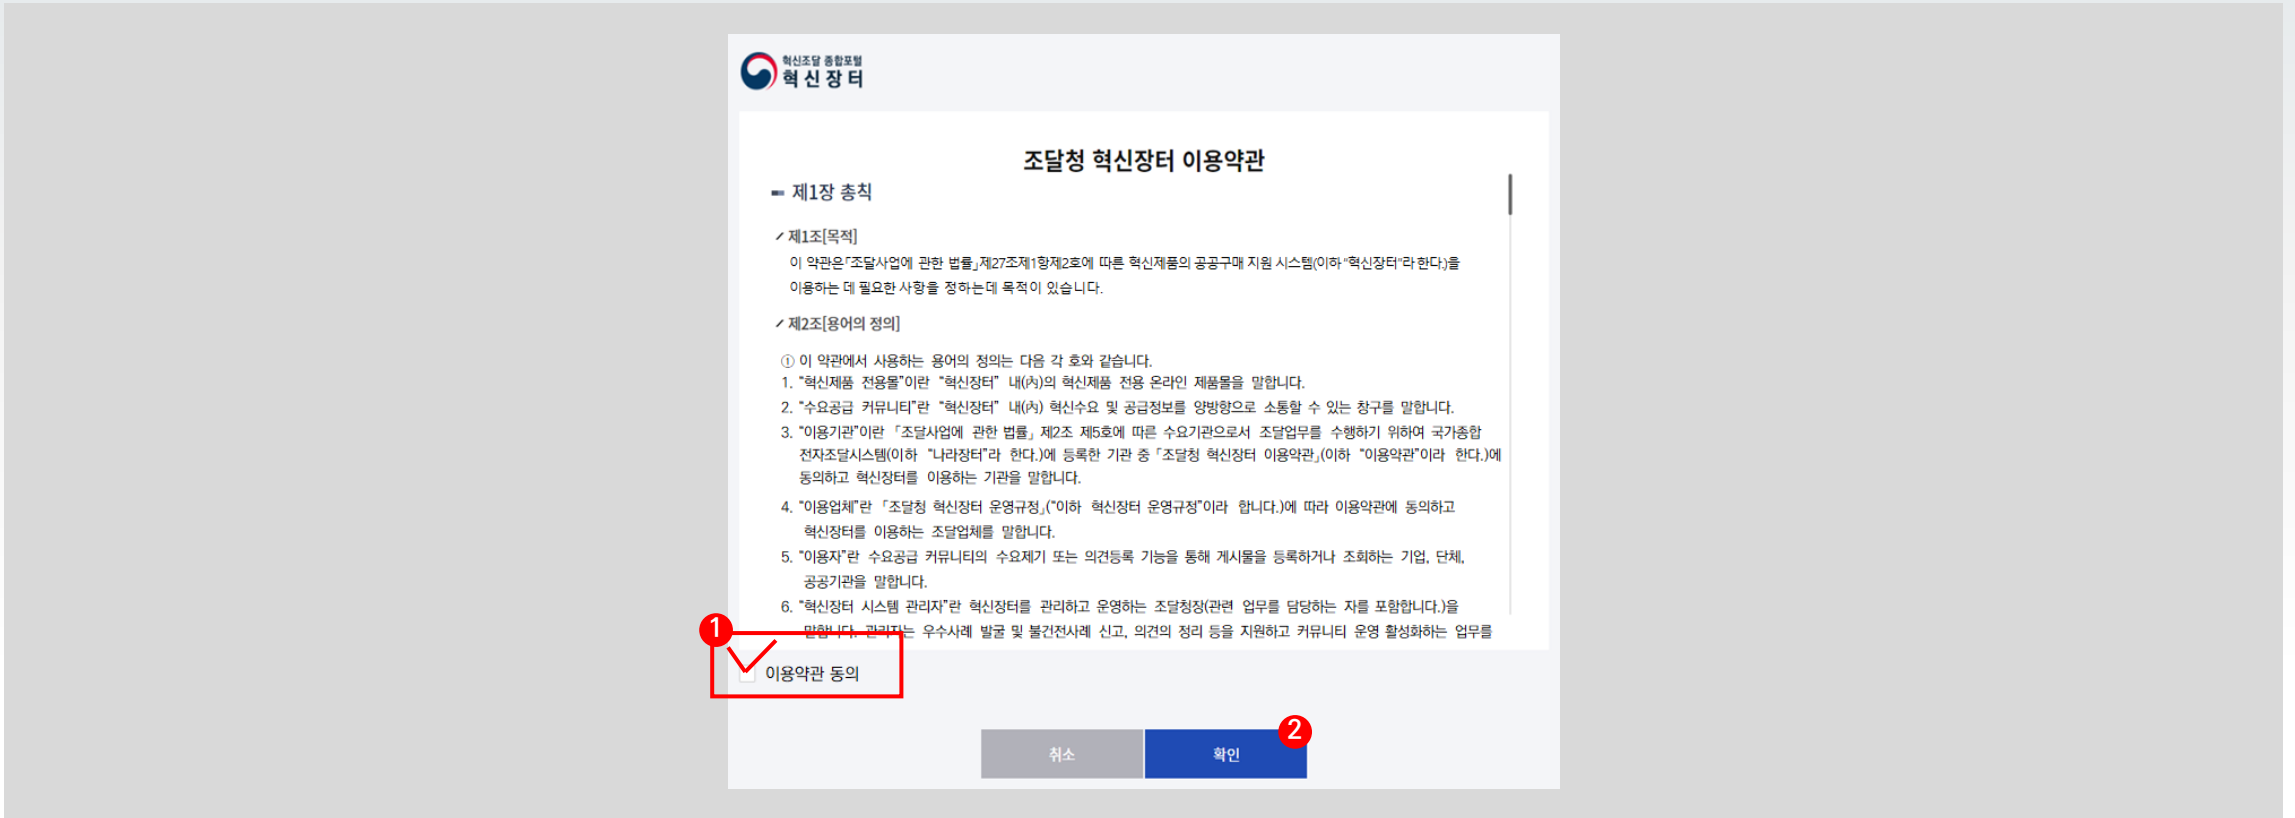 혁신조달 종합포털
혁신장터
조달청 혁신장터 이용약관
제1장 총칙
제1조[목적]
이 약관은「조달사업에 관한 법률」제27조제1항제2호에 따른 혁신제품의 공공구매 지원 시스템(이하 “혁신장터”라 한다.)을
이용하는 데 필요한 사항을 정하는데 목적이 있습니다.
제2조[용어의 정의]
① 이 약관에서 사용하는 용어의 정의는 다음 각 호와 같습니다.
1. “혁신제품 전용몰”이란 “혁신장터” 내(內)의 혁신제품 전용 온라인 제품몰을 말합니다.
2. “수요공급 커뮤니티”란 “혁신장터” 내(內) 혁신수요 및 공급정보를 양방향으로 소통할 수 있는 창구를 말합니다.
3. “이용기관”이란 「조달사업에 관한 법률」 제2조 제5호에 따른 수요기관으로서 조달업무를 수행하기 위하여 국가종합
전자조달시스템(이하 “나라장터”라 한다.)에 등록한 기관 중 「조달청 혁신장터 이용약관」(이하 “이용약관”이라 한다.)에
동의하고 혁신장터를 이용하는 기관을 말합니다.
4. “이용업체”란 「조달청 혁신장터 운영규정」(“이하 혁신장터 운영규정”이라 합니다.)에 따라 이용약관에 동의하고
혁신장터를 이용하는 조달업체를 말합니다.
5. “이용자”란 수요공급 커뮤니티의 수요제기 또는 의견등록 기능을 통해 게시물을 등록하거나 조회하는 기업, 단체,
공공기관을 말합니다.
6. “혁신장터 시스템 관리자”란 혁신장터를 관리하고 운영하는 조달청장(관련 업무를 담당하는 자를 포함합니다.)을
말합니다. 관리자는 우수사례 발굴 및 불건전사례 신고, 의견의 정리 등을 지원하고 커뮤니티 운영 활성화하는 업무를
1
이용약관 동의
2
취소
확인